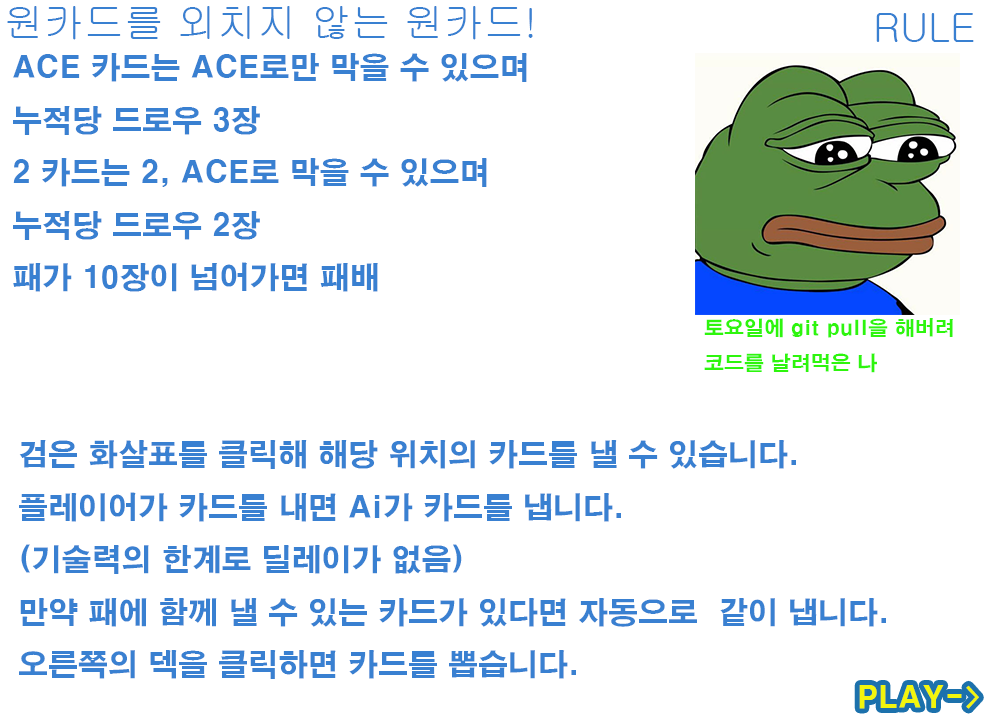 원카드를 외치지 않는 원카드!
RULE
ACE 카드는 ACE로만 막을 수 있으며
누적당 드로우 3장
2 카드는 2, ACE로 막을 수 있으며
누적당 드로우 2장
패가 10장이 넘어가면 패배
토요일에 git pull을 해버려
코드를 날려먹은 나
검은 화살표를 클릭해 해당 위치의 카드를 낼 수 있습니다.
플레이어가 카드를 내면 Ai가 카드를 냅니다.
(기술력의 한계로 딜레이가 없음)
만약 패에 함께 낼 수 있는 카드가 있다면 자동으로  같이 냅니다.
오른쪽의 덱을 클릭하면 카드를 뽑습니다.
PLAY->